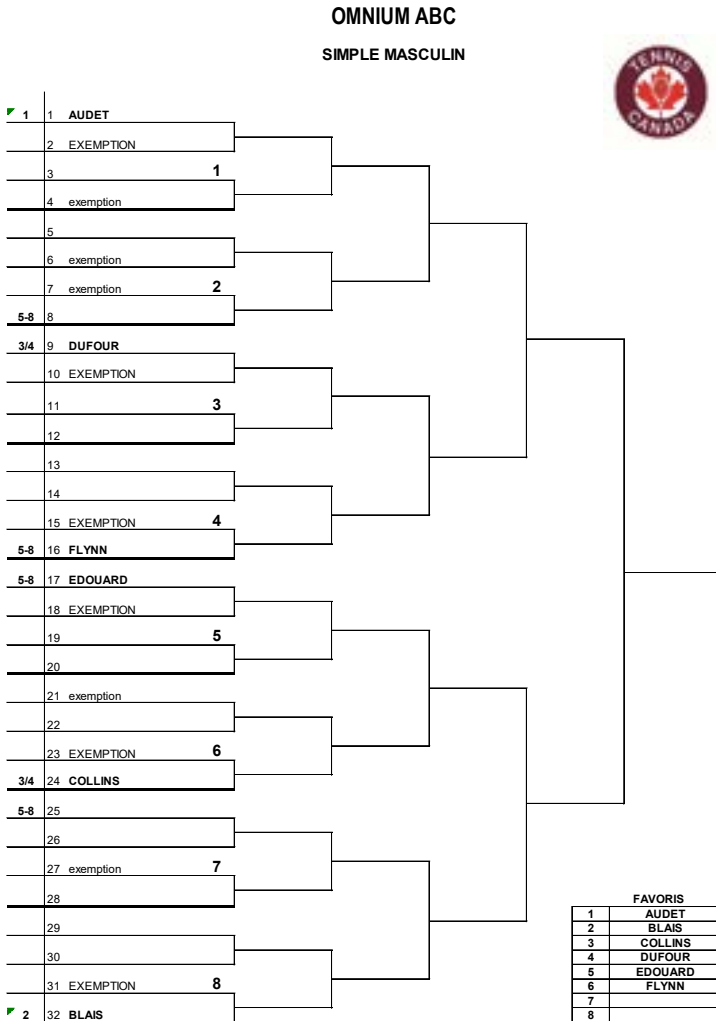 OMNIUM ABC
SIMPLE MASCULIN
TENNIS
CANADA
1 1 AUDET
2 EXEMPTION
3 1
4 exemption
5
6 exemption
7 exemption 2
5-8 8
3/4 9 DUFOUR
10 EXEMPTION
11 3
12
13
14
15 EXEMPTION 4
5-8 16 FLYNN
5-8 17 EDOUARD
18 EXEMPTION
19 5
20
21 exemption
22
23 EXEMPTION 6
3/4 24 COLLINS
5-8 25
26
27 exemption 7
28
29
30
31 EXEMPTION 8
2 32 BLAIS
FAVORIS
1 AUDET
2 BLAIS
3 COLLINS
4 DUFOUR
5 EDOUARD
6 FLYNN
7
8